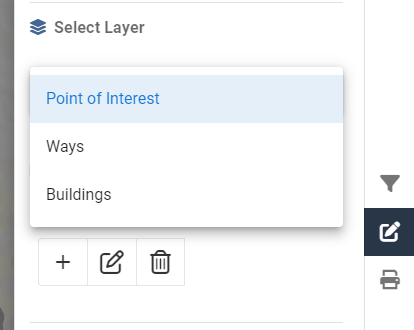 Select Layer
Point of Interest
Ways
Buildings